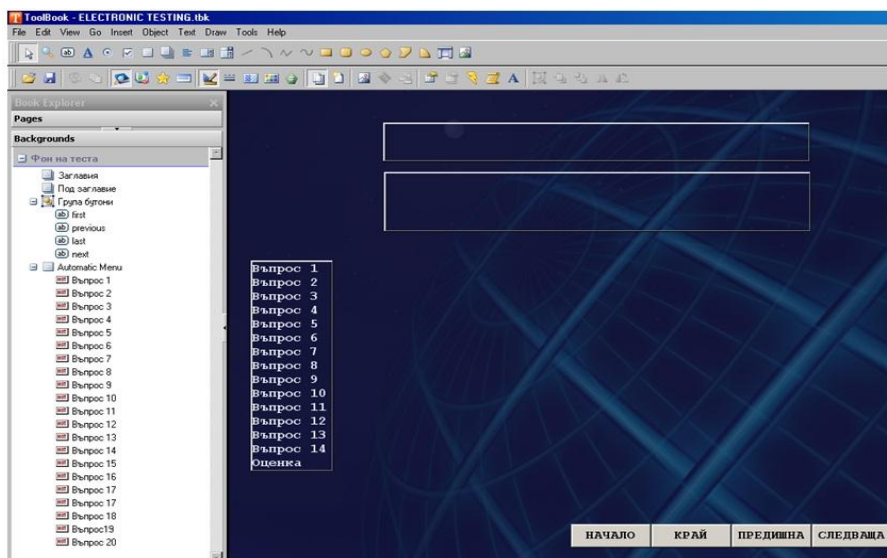 ToolBook - ELECTRONIC TESTING.tbk
File Edit View Go Insert Object Text Draw Tools Help
Book Explorer
Pages
Backgrounds
Фон на теста
Заглавия
Под заглавие
Група бутони
first
previous
last
next
Automatic Menu
Въпрос 1
Въпрос 2
Въпрос 3
Въпрос 4
Въпрос 5
Въпрос 6
Въпрос 7
Въпрос 8
Въпрос 9
Въпрос 10
Въпрос 11
Въпрос 12
Въпрос 13
Въпрос 14
Въпрос 15
Въпрос 16
Въпрос 17
Въпрос 17
Въпрос 18
Въпрос19
Въпрос 20
Въпрос 1
Въпрос 2
Въпрос 3
Въпрос 4
Въпрос 5
Въпрос 6
Въпрос 7
Въпрос 8
Въпрос 9
Въпрос 10
Въпрос 11
Въпрос 12
Въпрос 13
Въпрос 14
Оценка
НАЧАЛО КРАЙ ПРЕДИШНА СЛЕДВАЩА